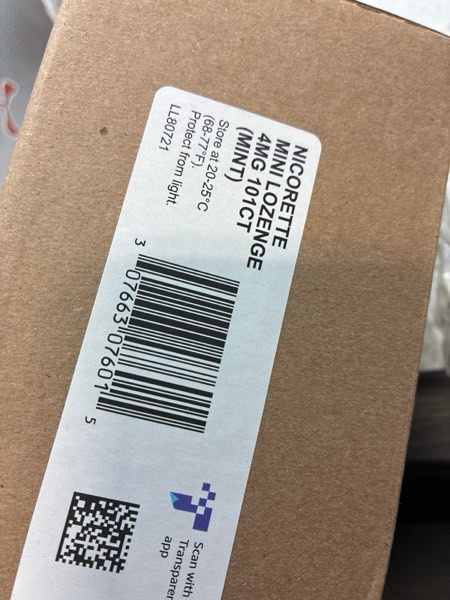 NICORETTE
MINI LOZENGE
4MG 101CT
(MINT)
Store at 20-25°C
(68-77°F).
Protect from light.
LL80721
3 07663 07601 5
Scan with
Transparen
app